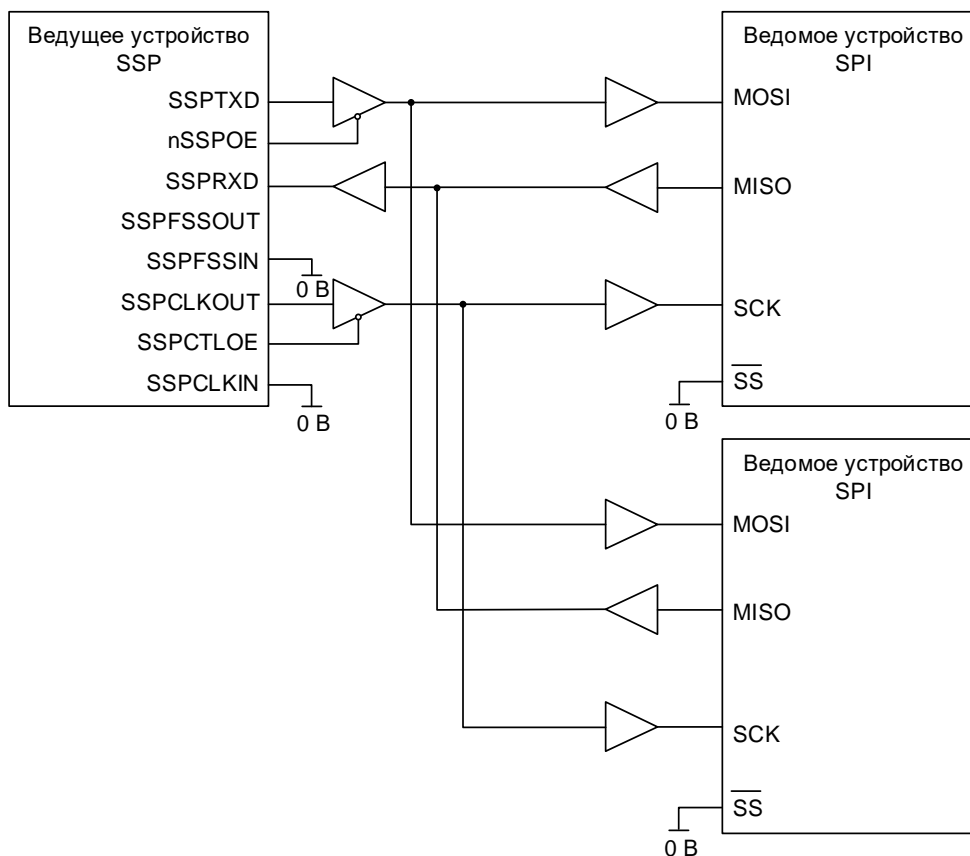 Ведущее устройство
SSP
SSPTXD
nSSPOE
SSPRXD
SSPFSSOUT
SSPFSSIN
0 В
SSPCLKOUT
SSPCTLOE
SSPCLKIN
0 В
Ведомое устройство
SPI
MOSI
MISO
SCK
SS
0 В
Ведомое устройство
SPI
MOSI
MISO
SCK
SS
0 В